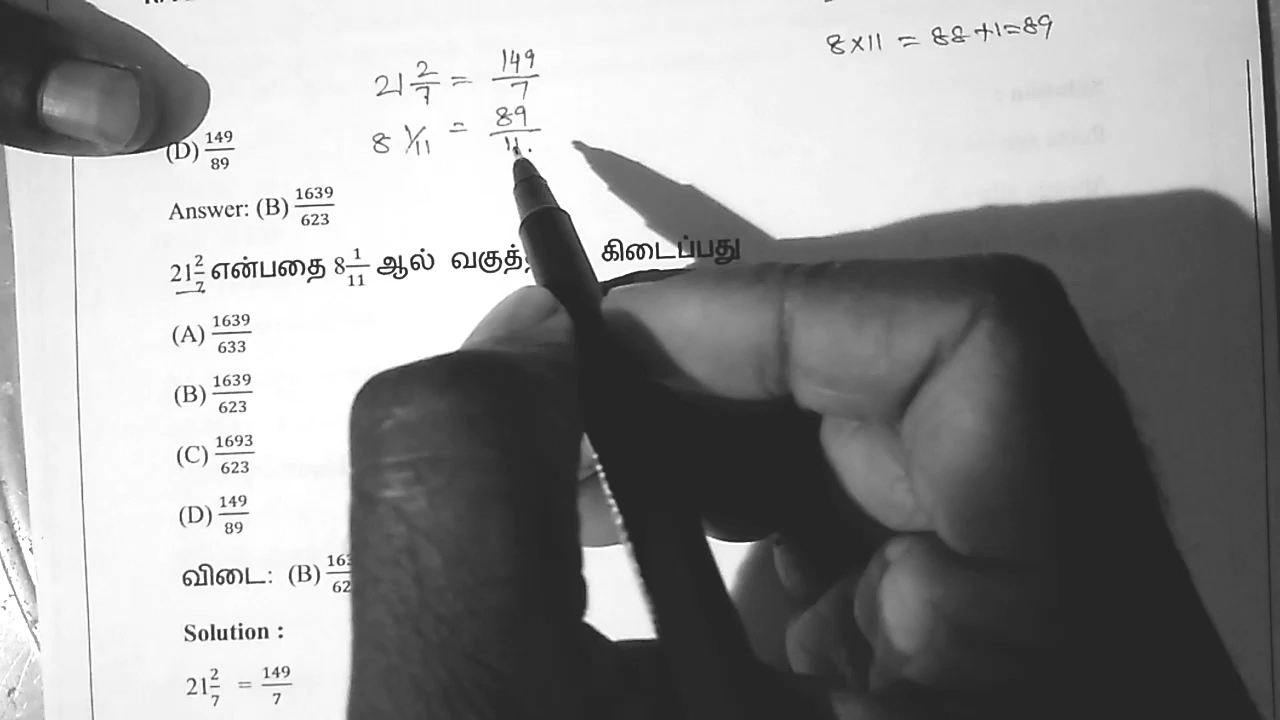 8×11 = 88+1=89
21 2/7 = 149/7
8 1/11 = 89/11
(D) 149/89
Answer: (B) 1639/623
21 2/7 என்பதை 8 1/11 ஆல் கிடைப்பது
(A) 1639/633
(B) 1639/623
(C) 1693/623
(D) 149/89
விடை: (B)
Solution :
21 2/7 = 149/7